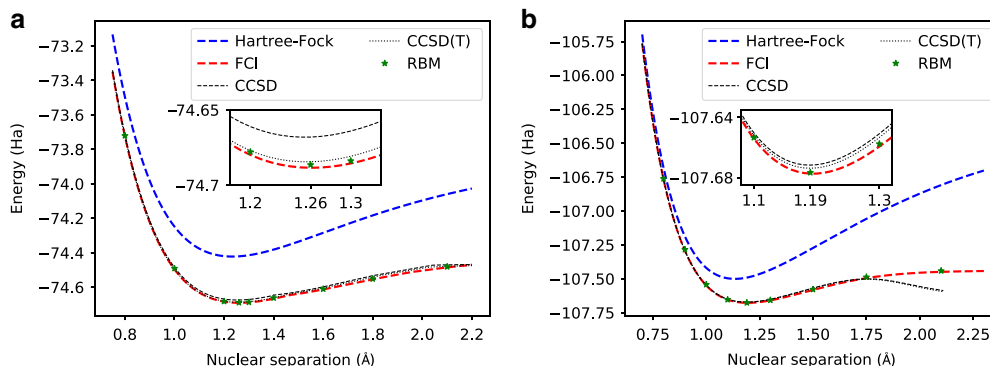 a
−73.2
−73.4
−73.6
−73.8
−74.0
−74.2
−74.4
−74.6
Energy (Ha)
Hartree-Fock
FCI
CCSD
CCSD(T)
RBM
−74.65
−74.7
1.2
1.26
1.3
0.8
1.0
1.2
1.4
1.6
1.8
2.0
2.2
Nuclear separation (Å)
b
−105.75
−106.00
−106.25
−106.50
−106.75
−107.00
−107.25
−107.50
−107.75
Energy (Ha)
Hartree-Fock
FCI
CCSD
CCSD(T)
RBM
−107.64
−107.68
1.1
1.19
1.3
0.75
1.00
1.25
1.50
1.75
2.00
2.25
Nuclear separation (Å)